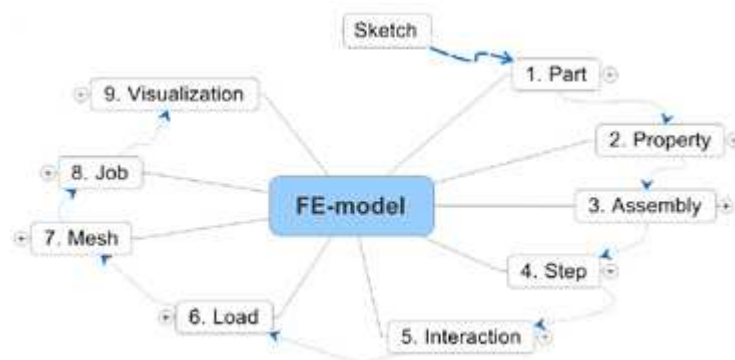 Sketch
1. Part
2. Property
3. Assembly
4. Step
5. Interaction
6. Load
7. Mesh
8. Job
9. Visualization
FE-model